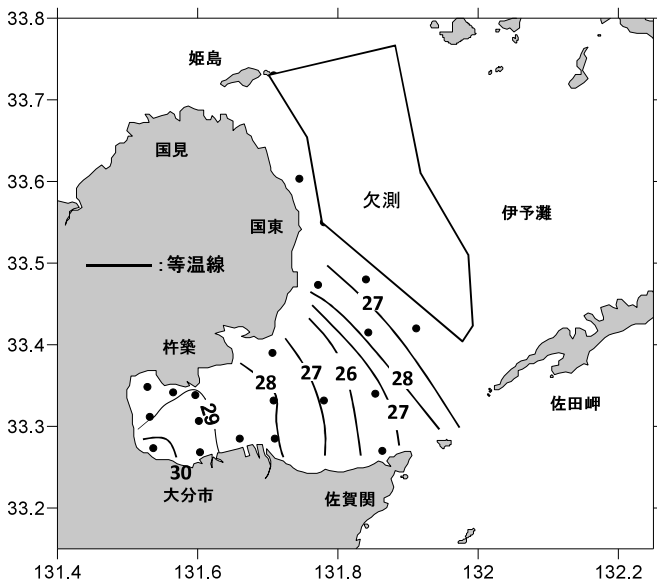 33.8
姫島
33.7
国見
33.6
欠測
国東
伊予灘
33.5
:等温線
27
33.4
杵築
27
26
28
28
29
27
佐田岬
33.3
30
大分市
佐賀関
33.2
131.4
131.6
131.8
132
132.2